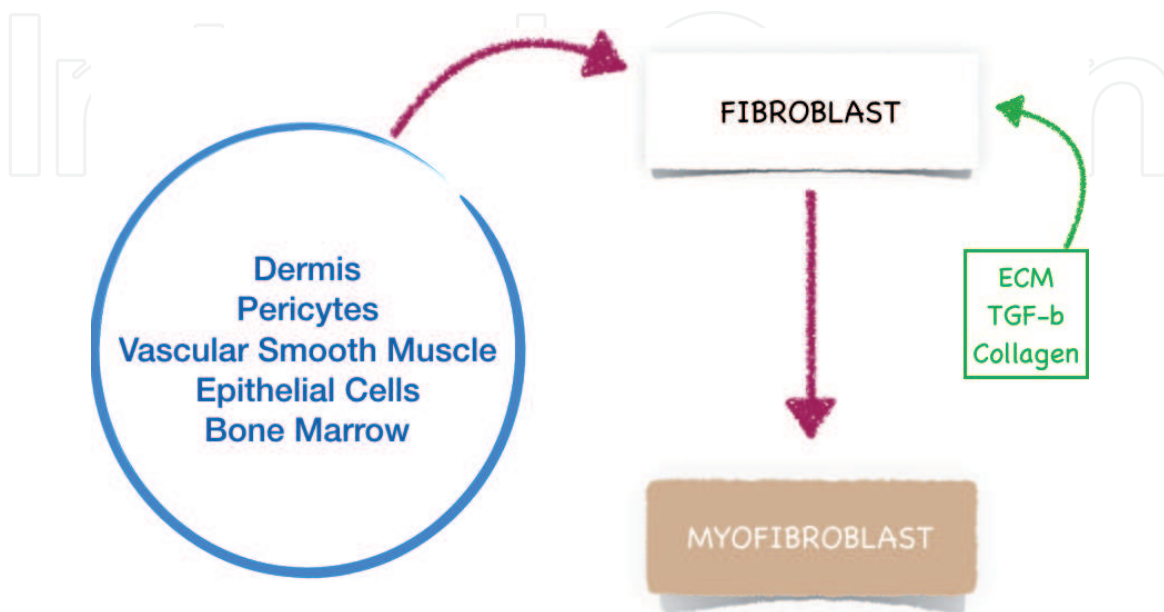 Dermis
Pericytes
Vascular Smooth Muscle
Epithelial Cells
Bone Marrow
FIBROBLAST
ECM
TGF-b
Collagen
MYOFIBROBLAST